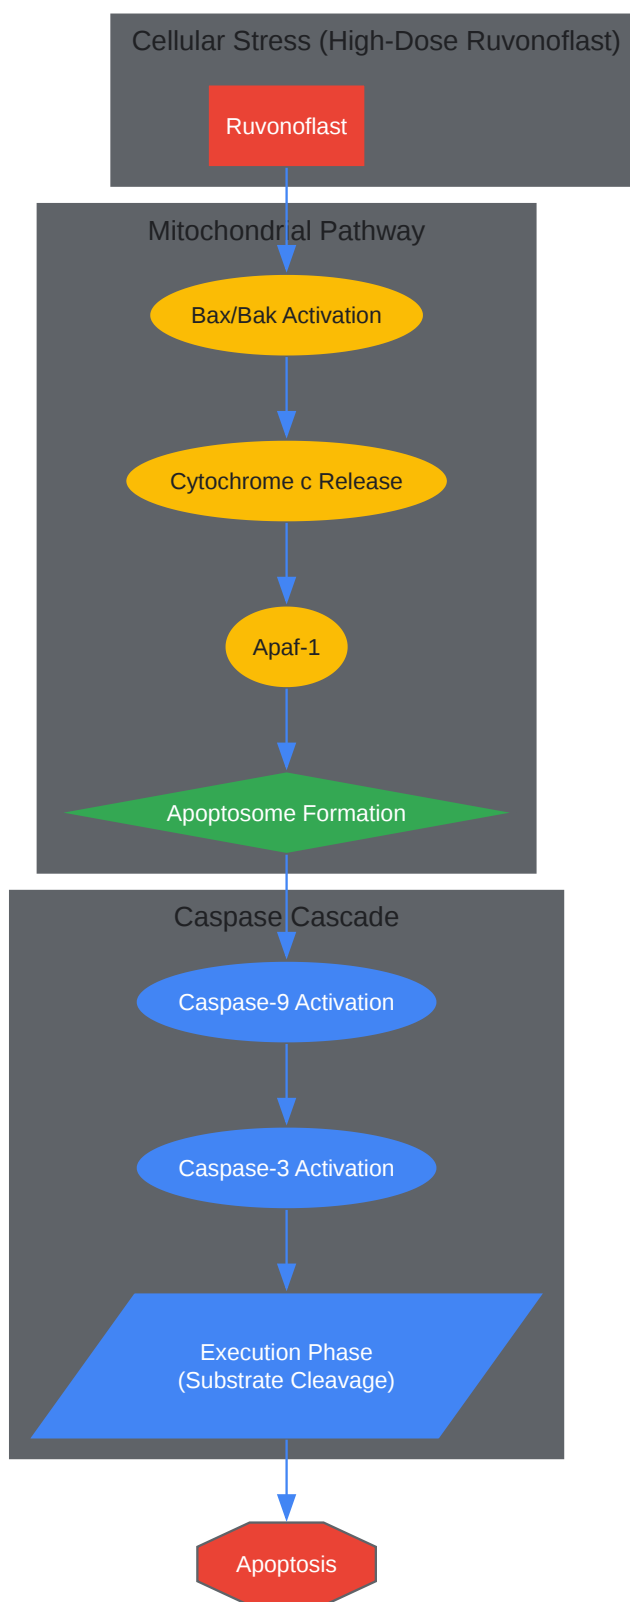 Cellular Stress (High-Dose Ruvonoflast)
Ruvonoflast
Mitochondrial Pathway
Bax/Bak Activation
Cytochrome c Release
Apaf-1
Apoptosome Formation
Caspase Cascade
Caspase-9 Activation
Caspase-3 Activation
Execution Phase
(Substrate Cleavage)
Apoptosis